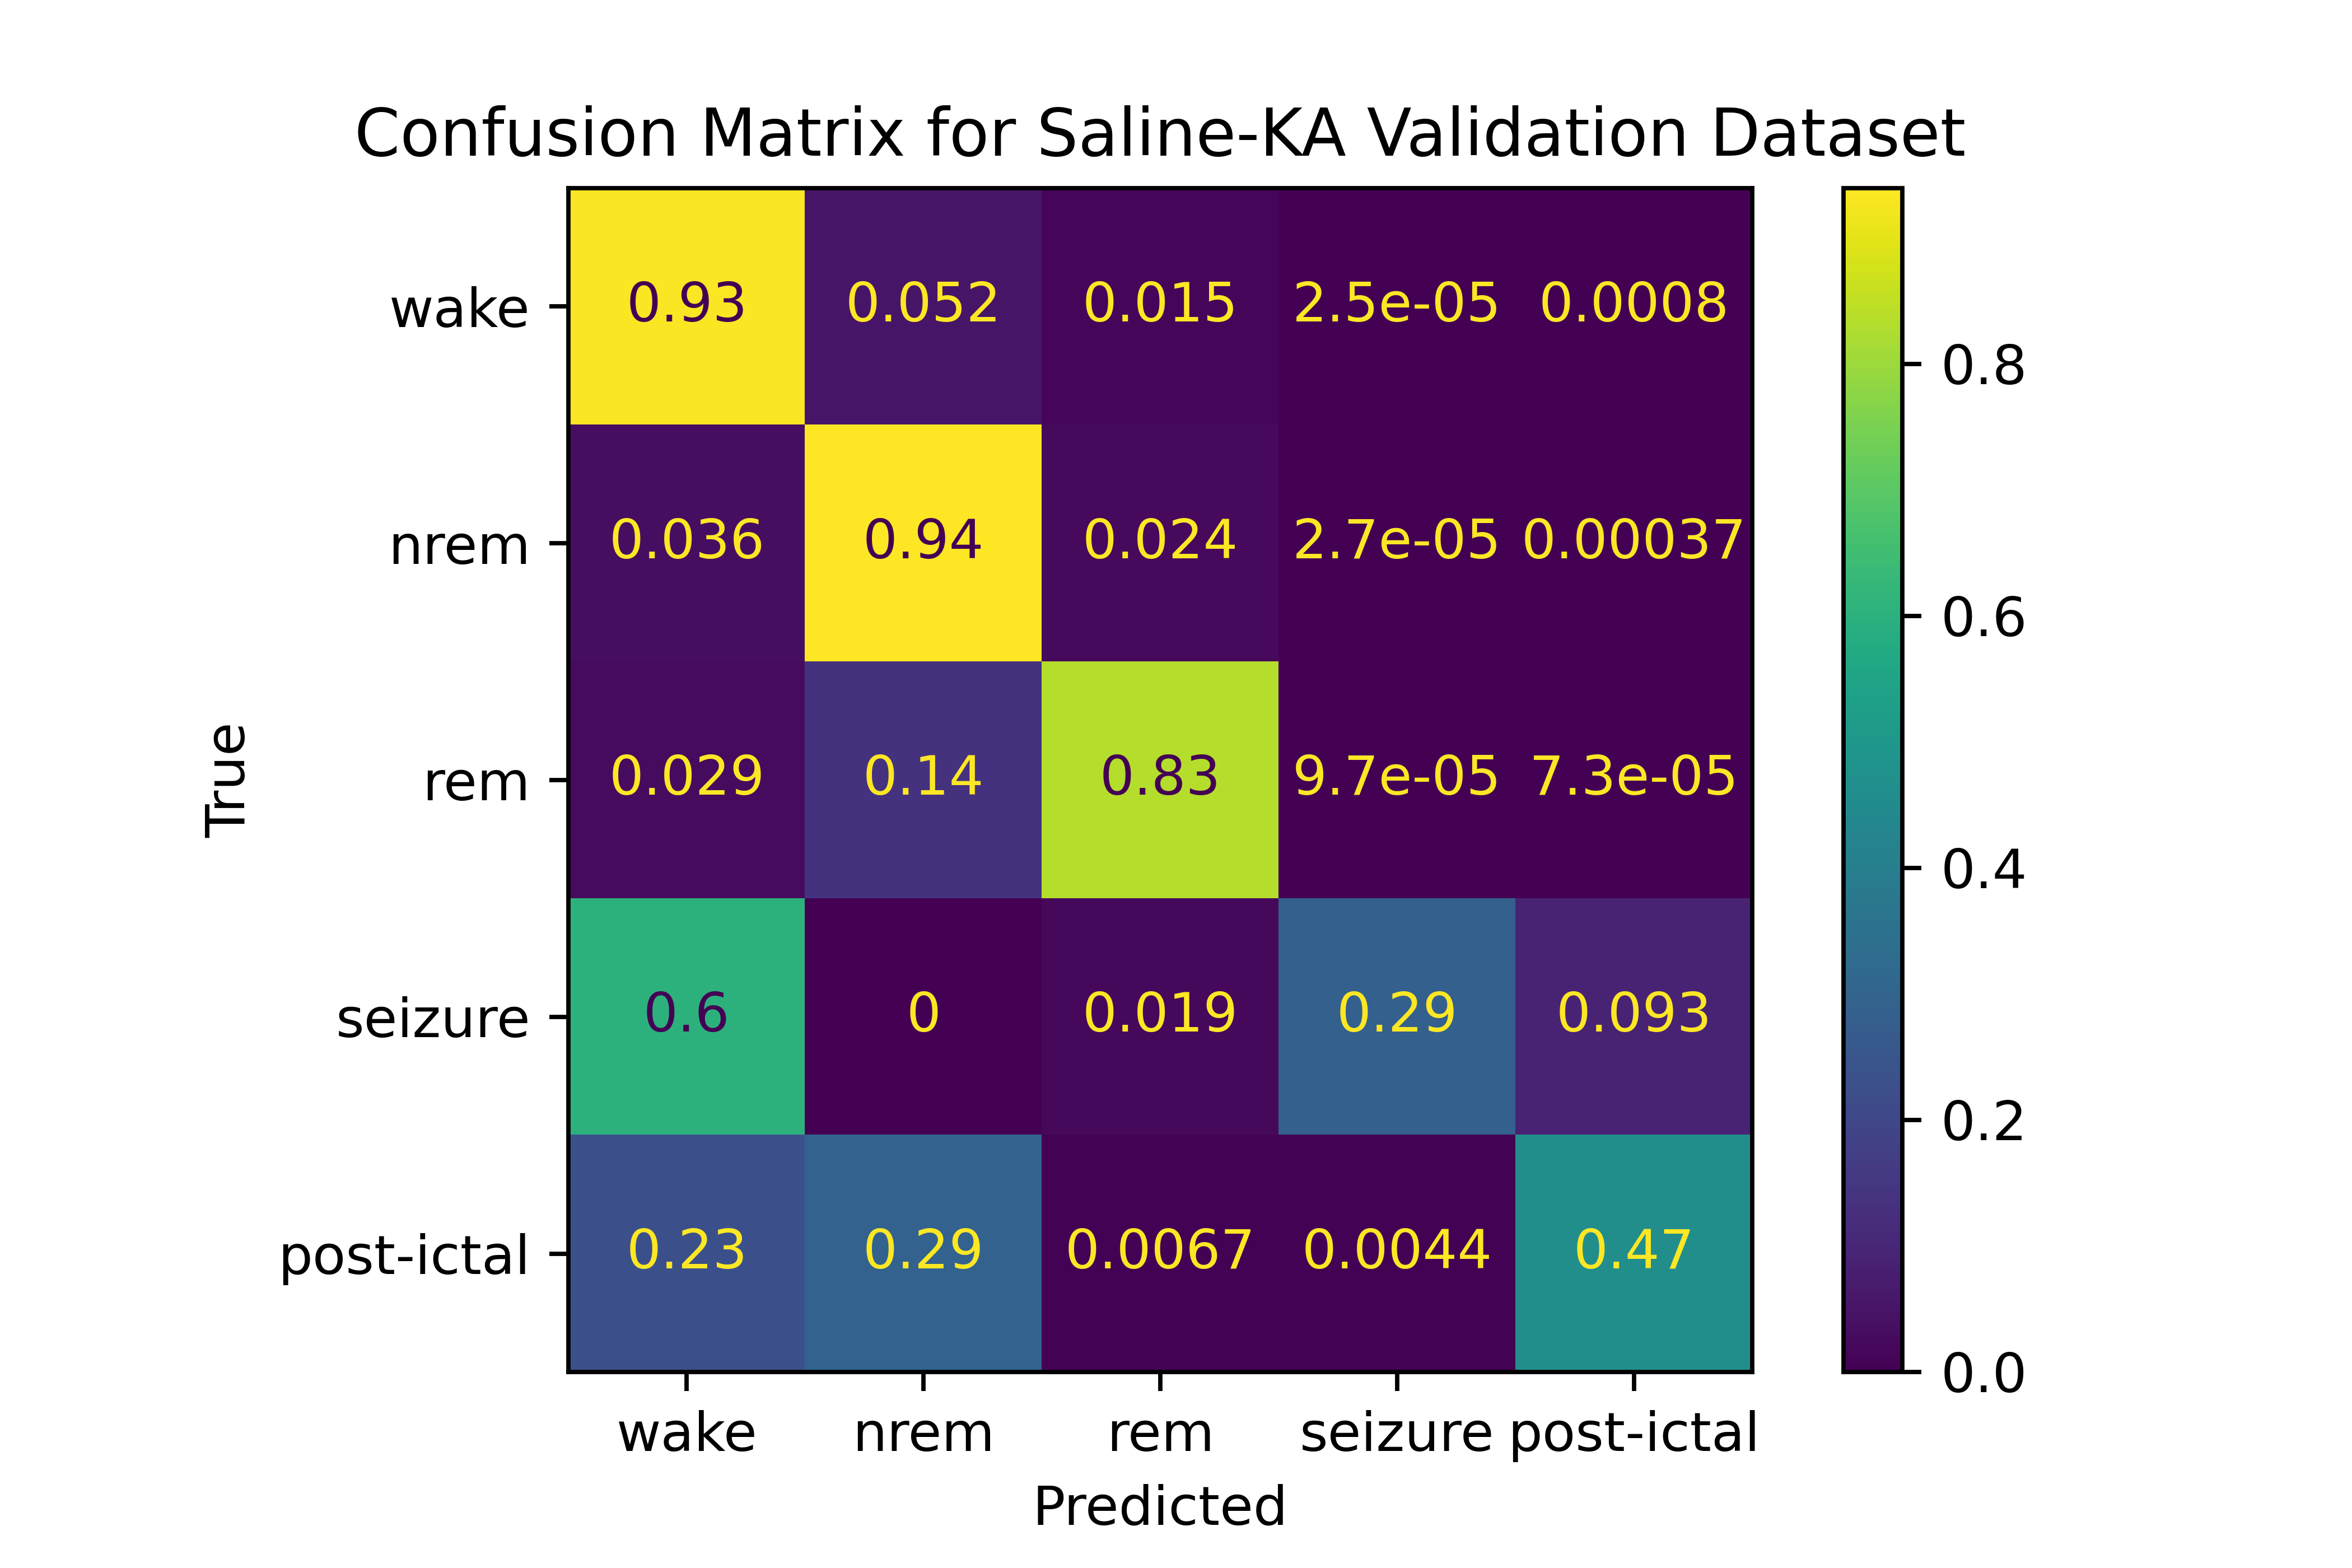 Confusion Matrix for Saline-KA Validation Dataset
wake 0.93 0.052 0.015 2.5e-05 0.0008
nrem 0.036 0.94 0.024 2.7e-05 0.00037
rem 0.029 0.14 0.83 9.7e-05 7.3e-05
seizure 0.6 0 0.019 0.29 0.093
post-ictal 0.23 0.29 0.0067 0.0044 0.47
wake nrem rem seizure post-ictal
Predicted
True
0.8
0.6
0.4
0.2
0.0